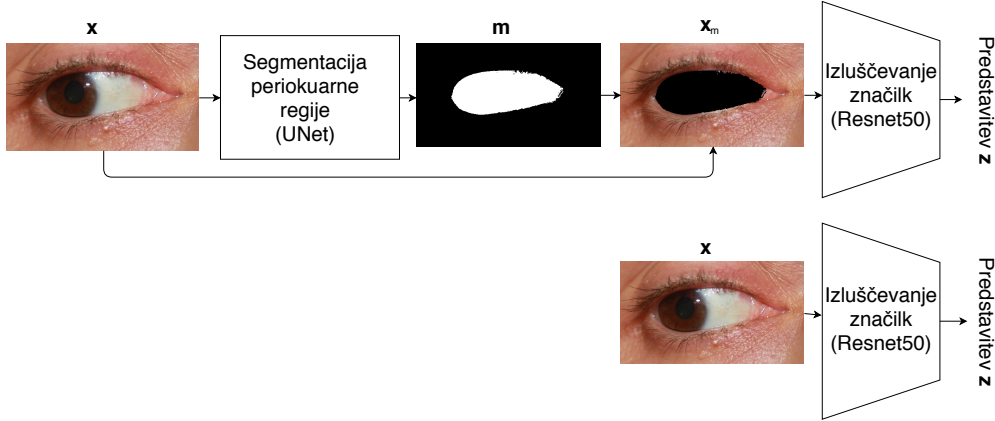 x
Segmentacija
periokuarne
regije
(UNet)
m
xₘ
Izluščevanje
značilk
(Resnet50)
Predstavitev z
x
Izluščevanje
značilk
(Resnet50)
Predstavitev z